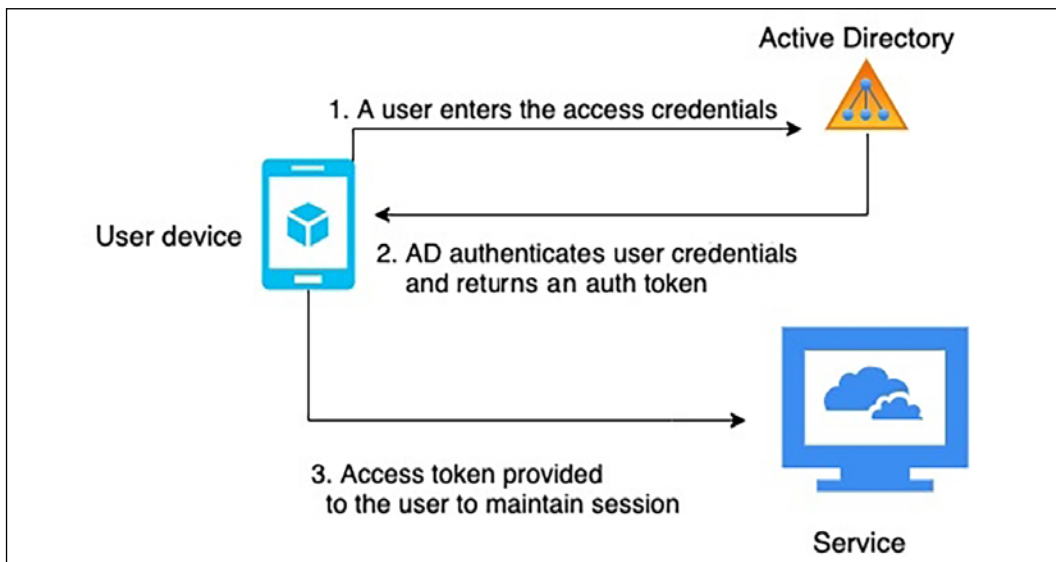 Active Directory
1. A user enters the access credentials
User device
2. AD authenticates user credentials
and returns an auth token
3. Access token provided
to the user to maintain session
Service